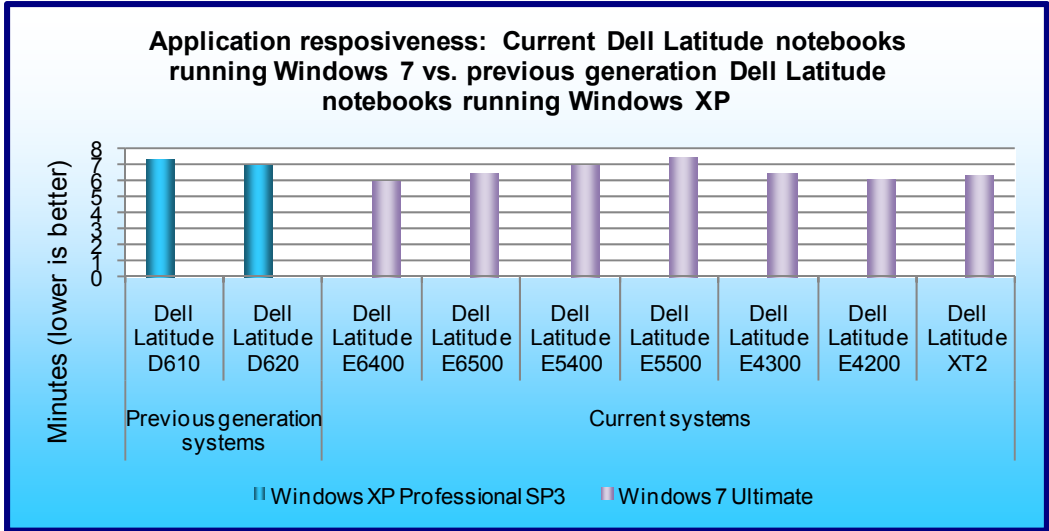 Application resposiveness: Current Dell Latitude notebooks
running Windows 7 vs. previous generation Dell Latitude
notebooks running Windows XP
Minutes (lower is better)
8
7
6
5
4
3
2
1
0
Dell Latitude D610
Dell Latitude D620
Dell Latitude E6400
Dell Latitude E6500
Dell Latitude E5400
Dell Latitude E5500
Dell Latitude E4300
Dell Latitude E4200
Dell Latitude XT2
Previous generation
systems
Current systems
Windows XP Professional SP3
Windows 7 Ultimate